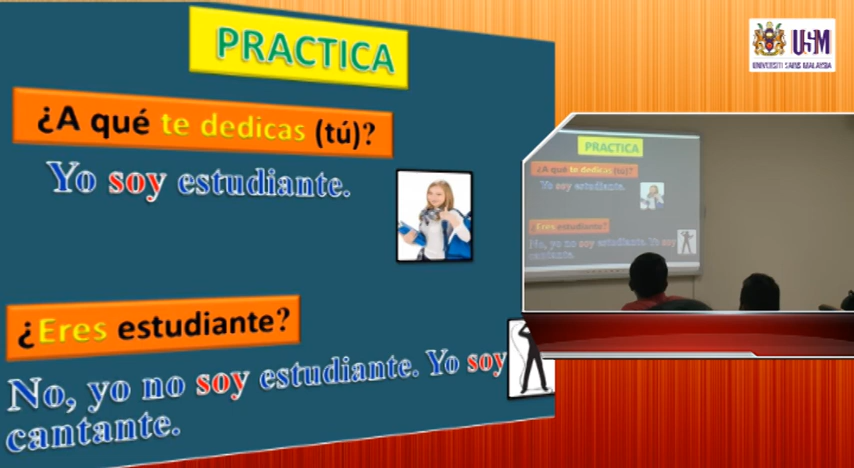 PRACTICA
¿A qué te dedicas (tú)?
Yo soy estudiante.
¿Eres estudiante?
No, yo no soy estudiante. Yo soy
cantante.
USM
UNIVERSITI SAINS MALAYSIA
PRACTICA
¿A qué te dedicas (tú)?
Yo soy estudiante.
¿Eres estudiante?
No, yo no soy estudiante. Yo soy
cantante.